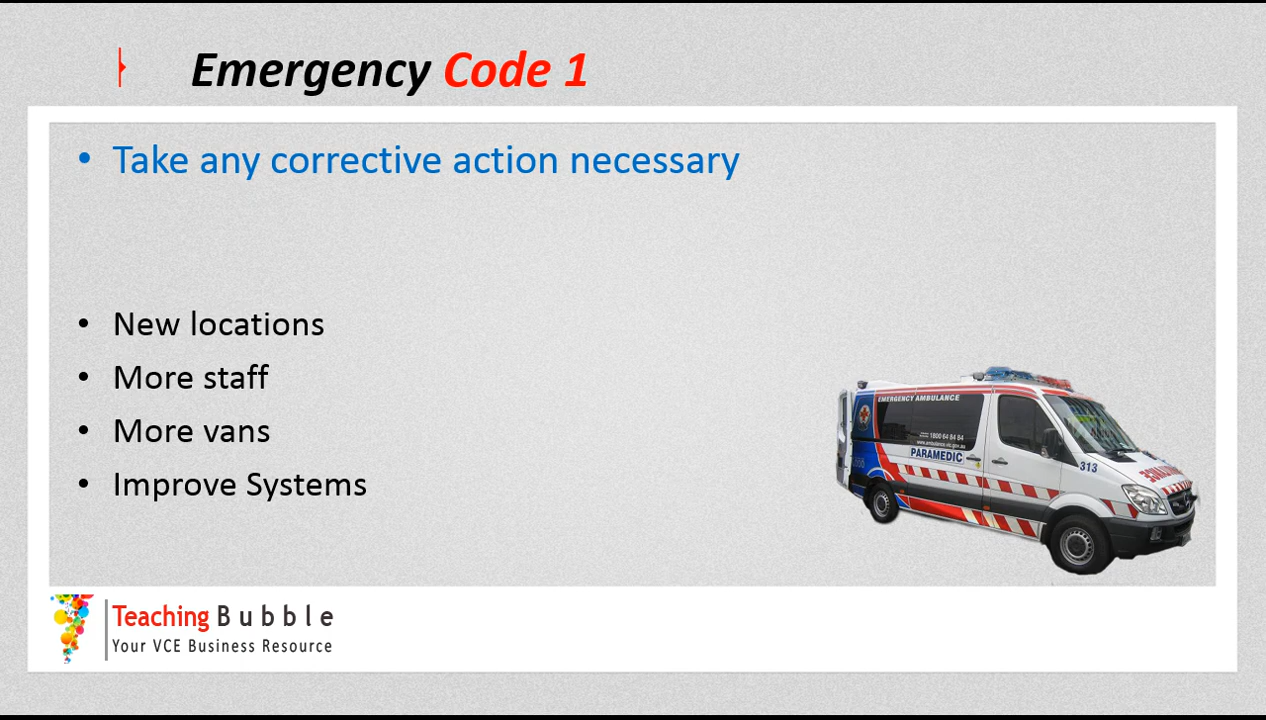 Emergency Code 1
• Take any corrective action necessary
• New locations
• More staff
• More vans
• Improve Systems
EMERGENCY AMBULANCE
PARAMEDIC
313
Teaching Bubble
Your VCE Business Resource